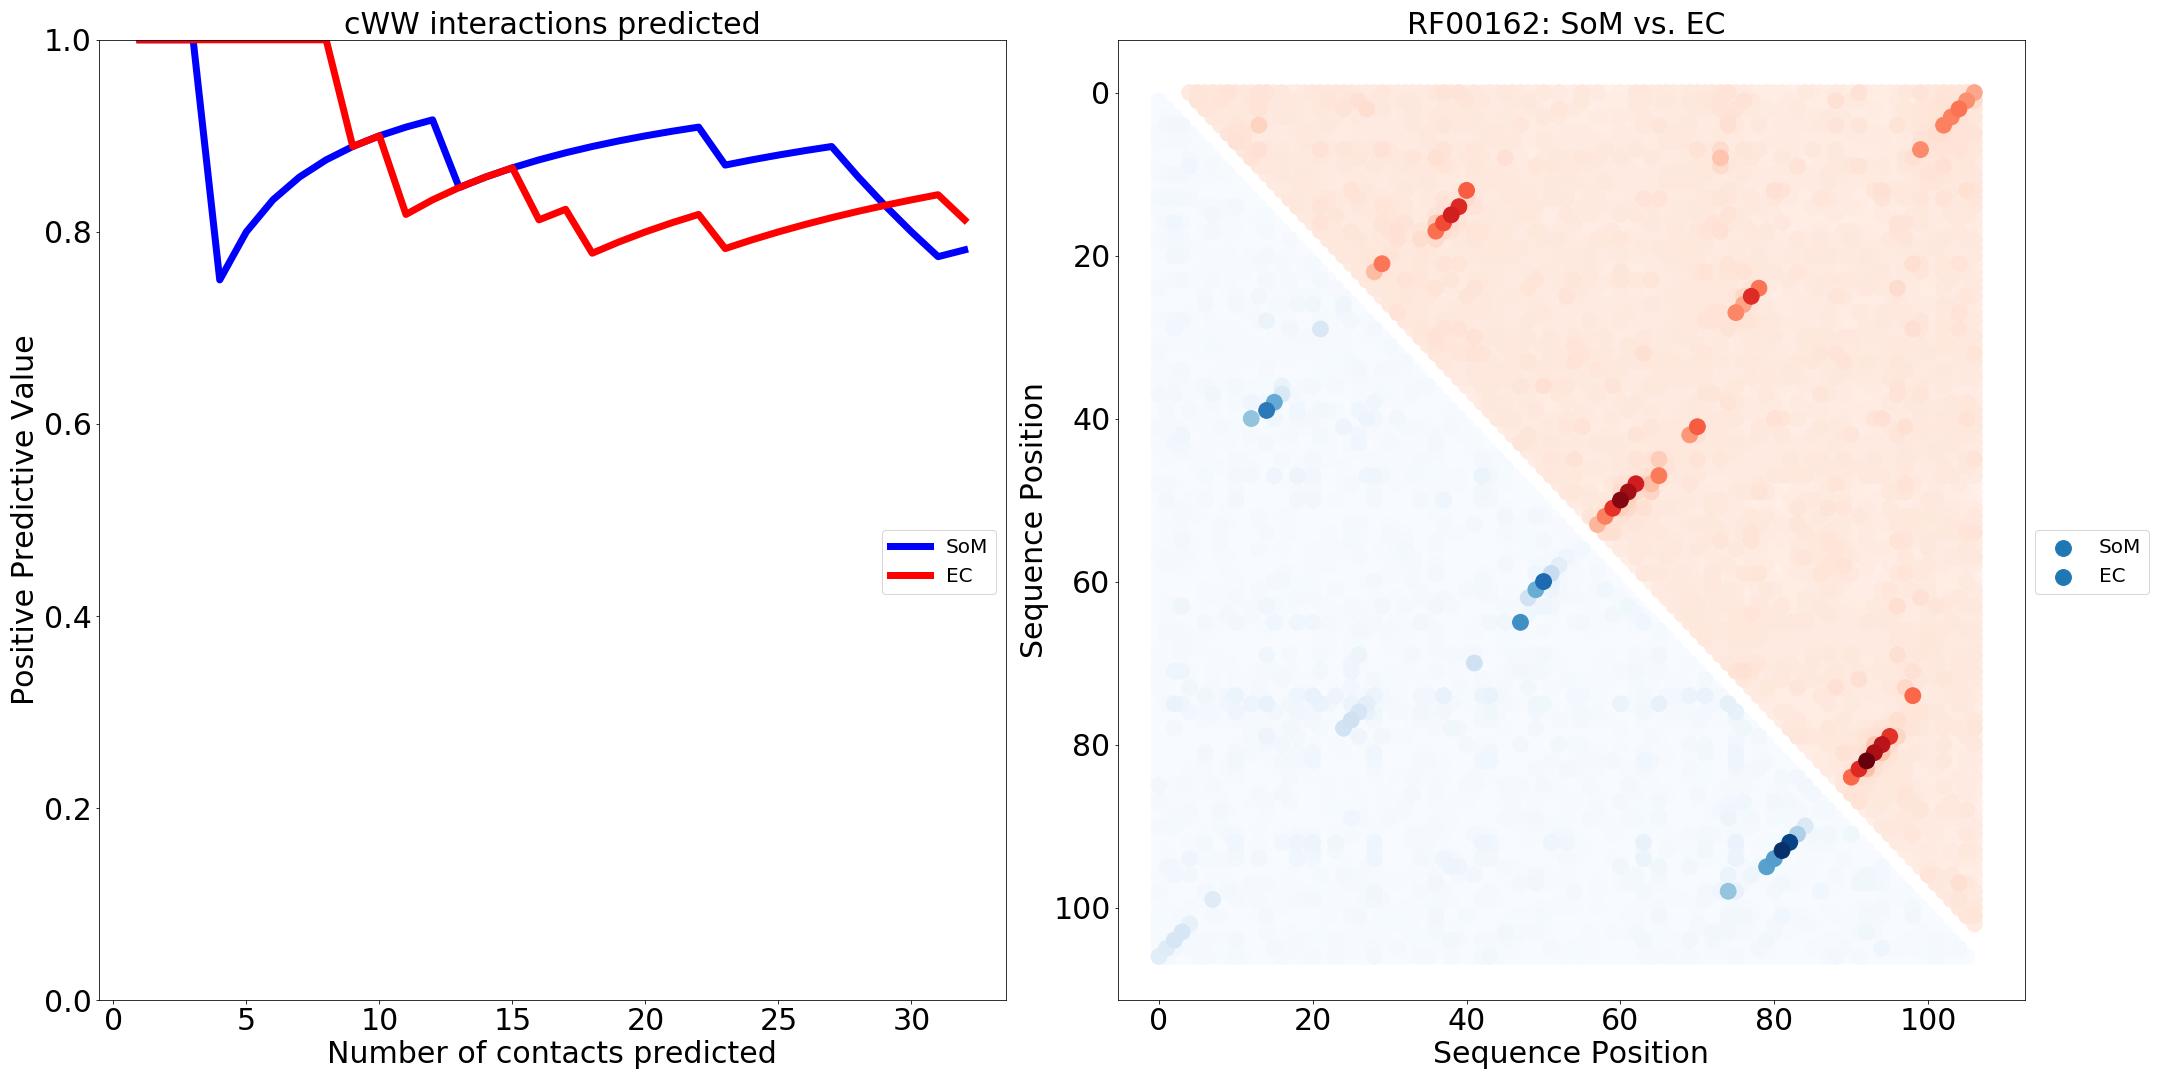 cWW interactions predicted
1.0
0.8
0.6
0.4
0.2
0.0
Positive Predictive Value
0 5 10 15 20 25 30
Number of contacts predicted
SoM
EC
RF00162: SoM vs. EC
0
20
40
60
80
100
Sequence Position
0 20 40 60 80 100
Sequence Position
SoM
EC